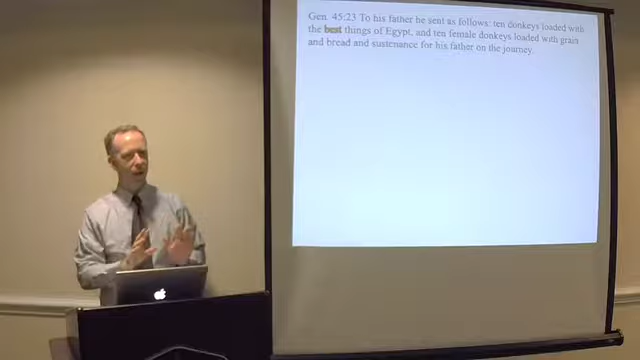 Gen. 45:23 To his father he sent as follows: ten donkeys loaded with
the best things of Egypt, and ten female donkeys loaded with grain
and bread and sustenance for his father on the journey.